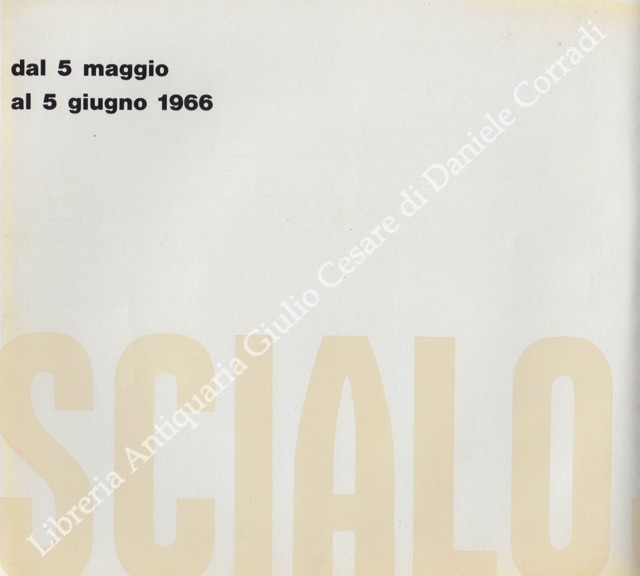 dal 5 maggio
al 5 giugno 1966
Libreria Antiquaria Giulio Cesare di Daniele Corradi
SCIALO